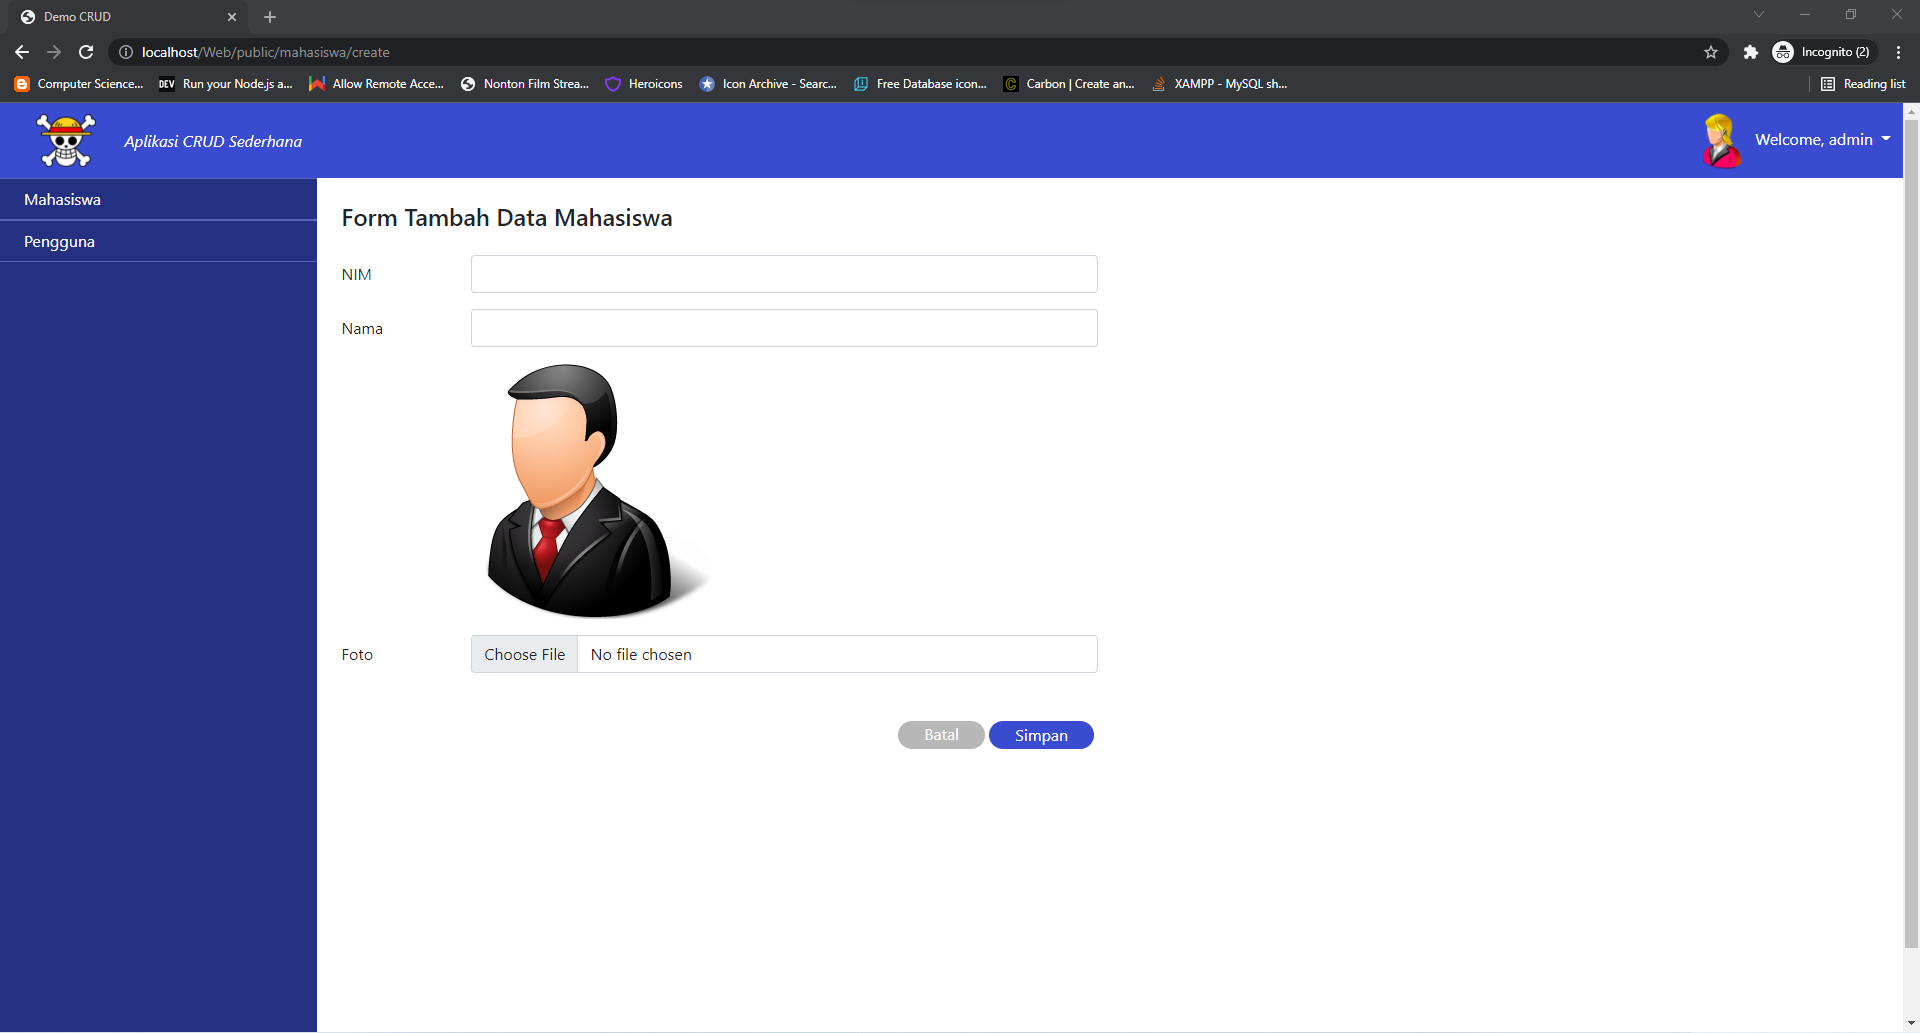 Demo CRUD
localhost/Web/public/mahasiswa/create
Incognito (2)
Computer Science...
DEV
Run your Node.js a...
Allow Remote Acce...
Nonton Film Strea...
Heroicons
Icon Archive - Searc...
Free Database icon...
Carbon | Create an...
XAMPP - MySQL sh...
Reading list
Aplikasi CRUD Sederhana
Welcome, admin
Mahasiswa
Pengguna
Form Tambah Data Mahasiswa
NIM
Nama
Foto
Choose File
No file chosen
Batal
Simpan